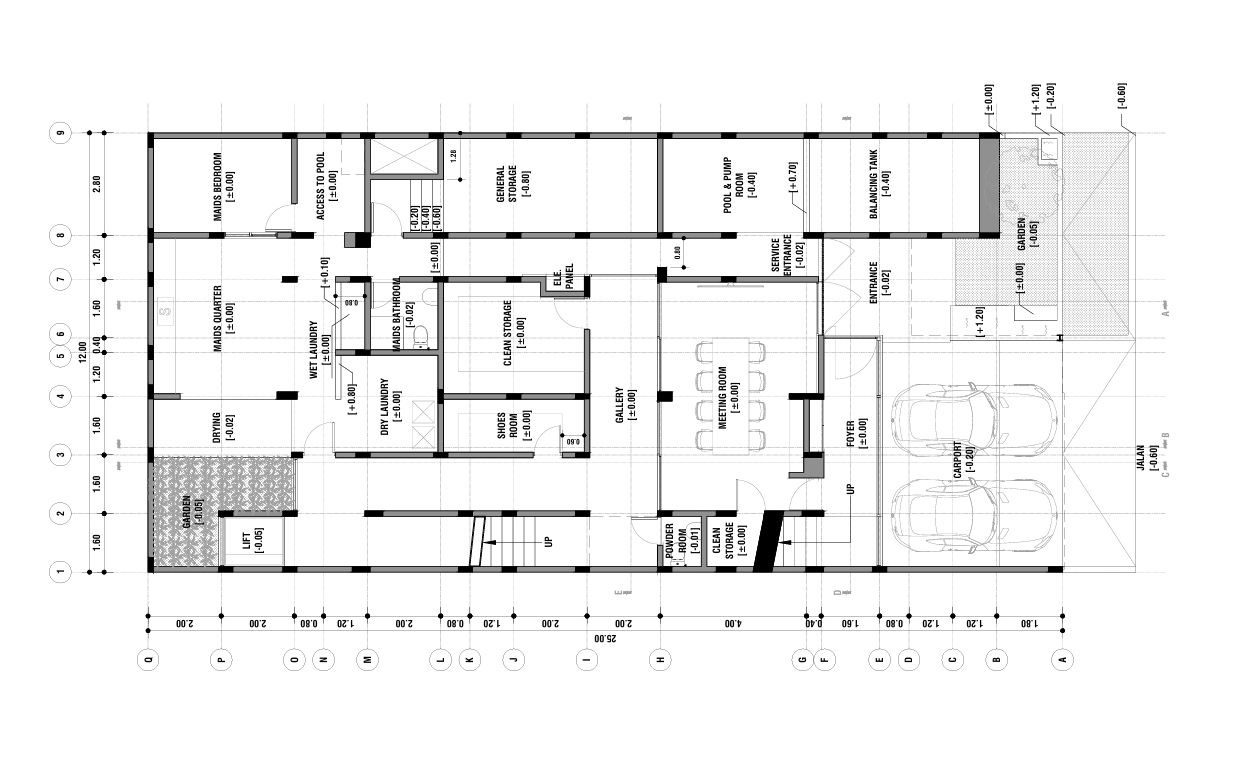 [±0.00]
[+1.20]
[-0.20]
[-0.60]
9
8
7
6
5
4
3
2
1
2.80
1.20
1.60
0.40
1.20
1.60
1.60
1.60
12.00
MAIDS BEDROOM
[±0.00]
ACCESS TO POOL
[±0.00]
1.28
GENERAL
STORAGE
[-0.80]
POOL & PUMP
ROOM
[-0.40]
[+0.70]
BALANCING TANK
[-0.40]
[-0.20]
[-0.40]
[-0.60]
[±0.00]
GARDEN
[-0.05]
[±0.00]
[+1.20]
0.80
SERVICE
ENTRANCE
[-0.02]
ENTRANCE
[-0.02]
ELE.
PANEL
[+0.10]
0.80
MAIDS QUARTER
[±0.00]
S
WET LAUNDRY
[±0.00]
MAIDS BATHROOM
[-0.02]
CLEAN STORAGE
[±0.00]
[+0.80]
DRY LAUNDRY
[±0.00]
SHOES
ROOM
[±0.00]
0.60
GALLERY
[±0.00]
MEETING ROOM
[±0.00]
FOYER
[±0.00]
CARPORT
[-0.20]
JALAN
[-0.60]
DRYING
[-0.02]
GARDEN
[-0.05]
LIFT
[-0.05]
UP
POWDER
ROOM
[-0.01]
CLEAN
STORAGE
[±0.00]
UP
A
B
C
E
D
2.00
2.00
0.80
1.20
2.00
0.80
1.20
2.00
2.00
4.00
0.40
1.60
0.80
1.20
1.20
1.80
25.00
Q
P
O
N
M
L
K
J
I
H
G
F
E
D
C
B
A